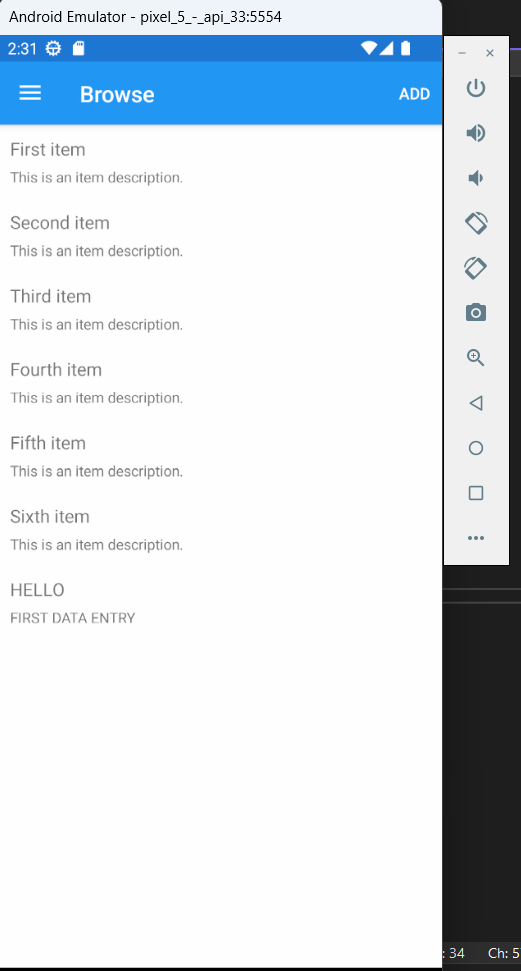 Android Emulator - pixel_5_-_api_33:5554
2:31
Browse
ADD
First item
This is an item description.
Second item
This is an item description.
Third item
This is an item description.
Fourth item
This is an item description.
Fifth item
This is an item description.
Sixth item
This is an item description.
HELLO
FIRST DATA ENTRY
: 34 Ch: 5